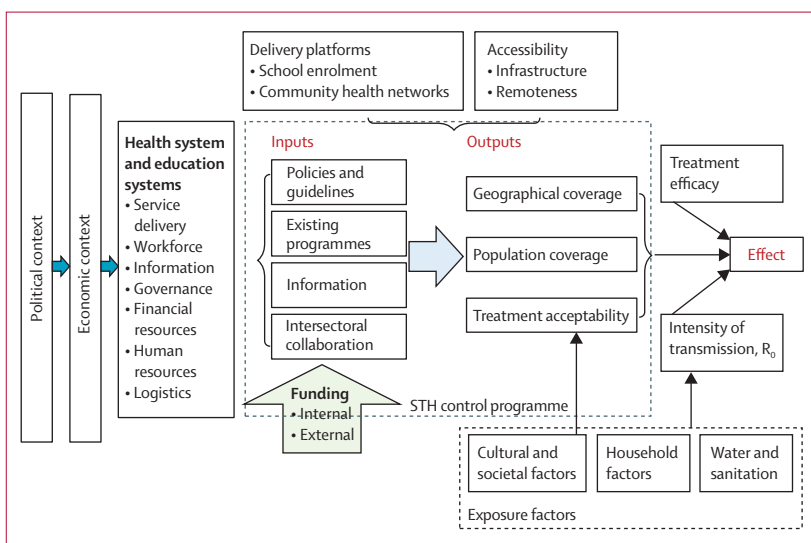 Political context
Economic context
Health system
and education
systems
• Service
delivery
• Workforce
• Information
• Governance
• Financial
resources
• Human
resources
• Logistics
Delivery platforms
• School enrolment
• Community health networks
Accessibility
• Infrastructure
• Remoteness
Inputs
Policies and
guidelines
Existing
programmes
Information
Intersectoral
collaboration
Funding
• Internal
• External
Outputs
Geographical coverage
Population coverage
Treatment acceptability
STH control programme
Treatment
efficacy
Effect
Intensity of
transmission, R₀
Cultural and
societal factors
Household
factors
Water and
sanitation
Exposure factors